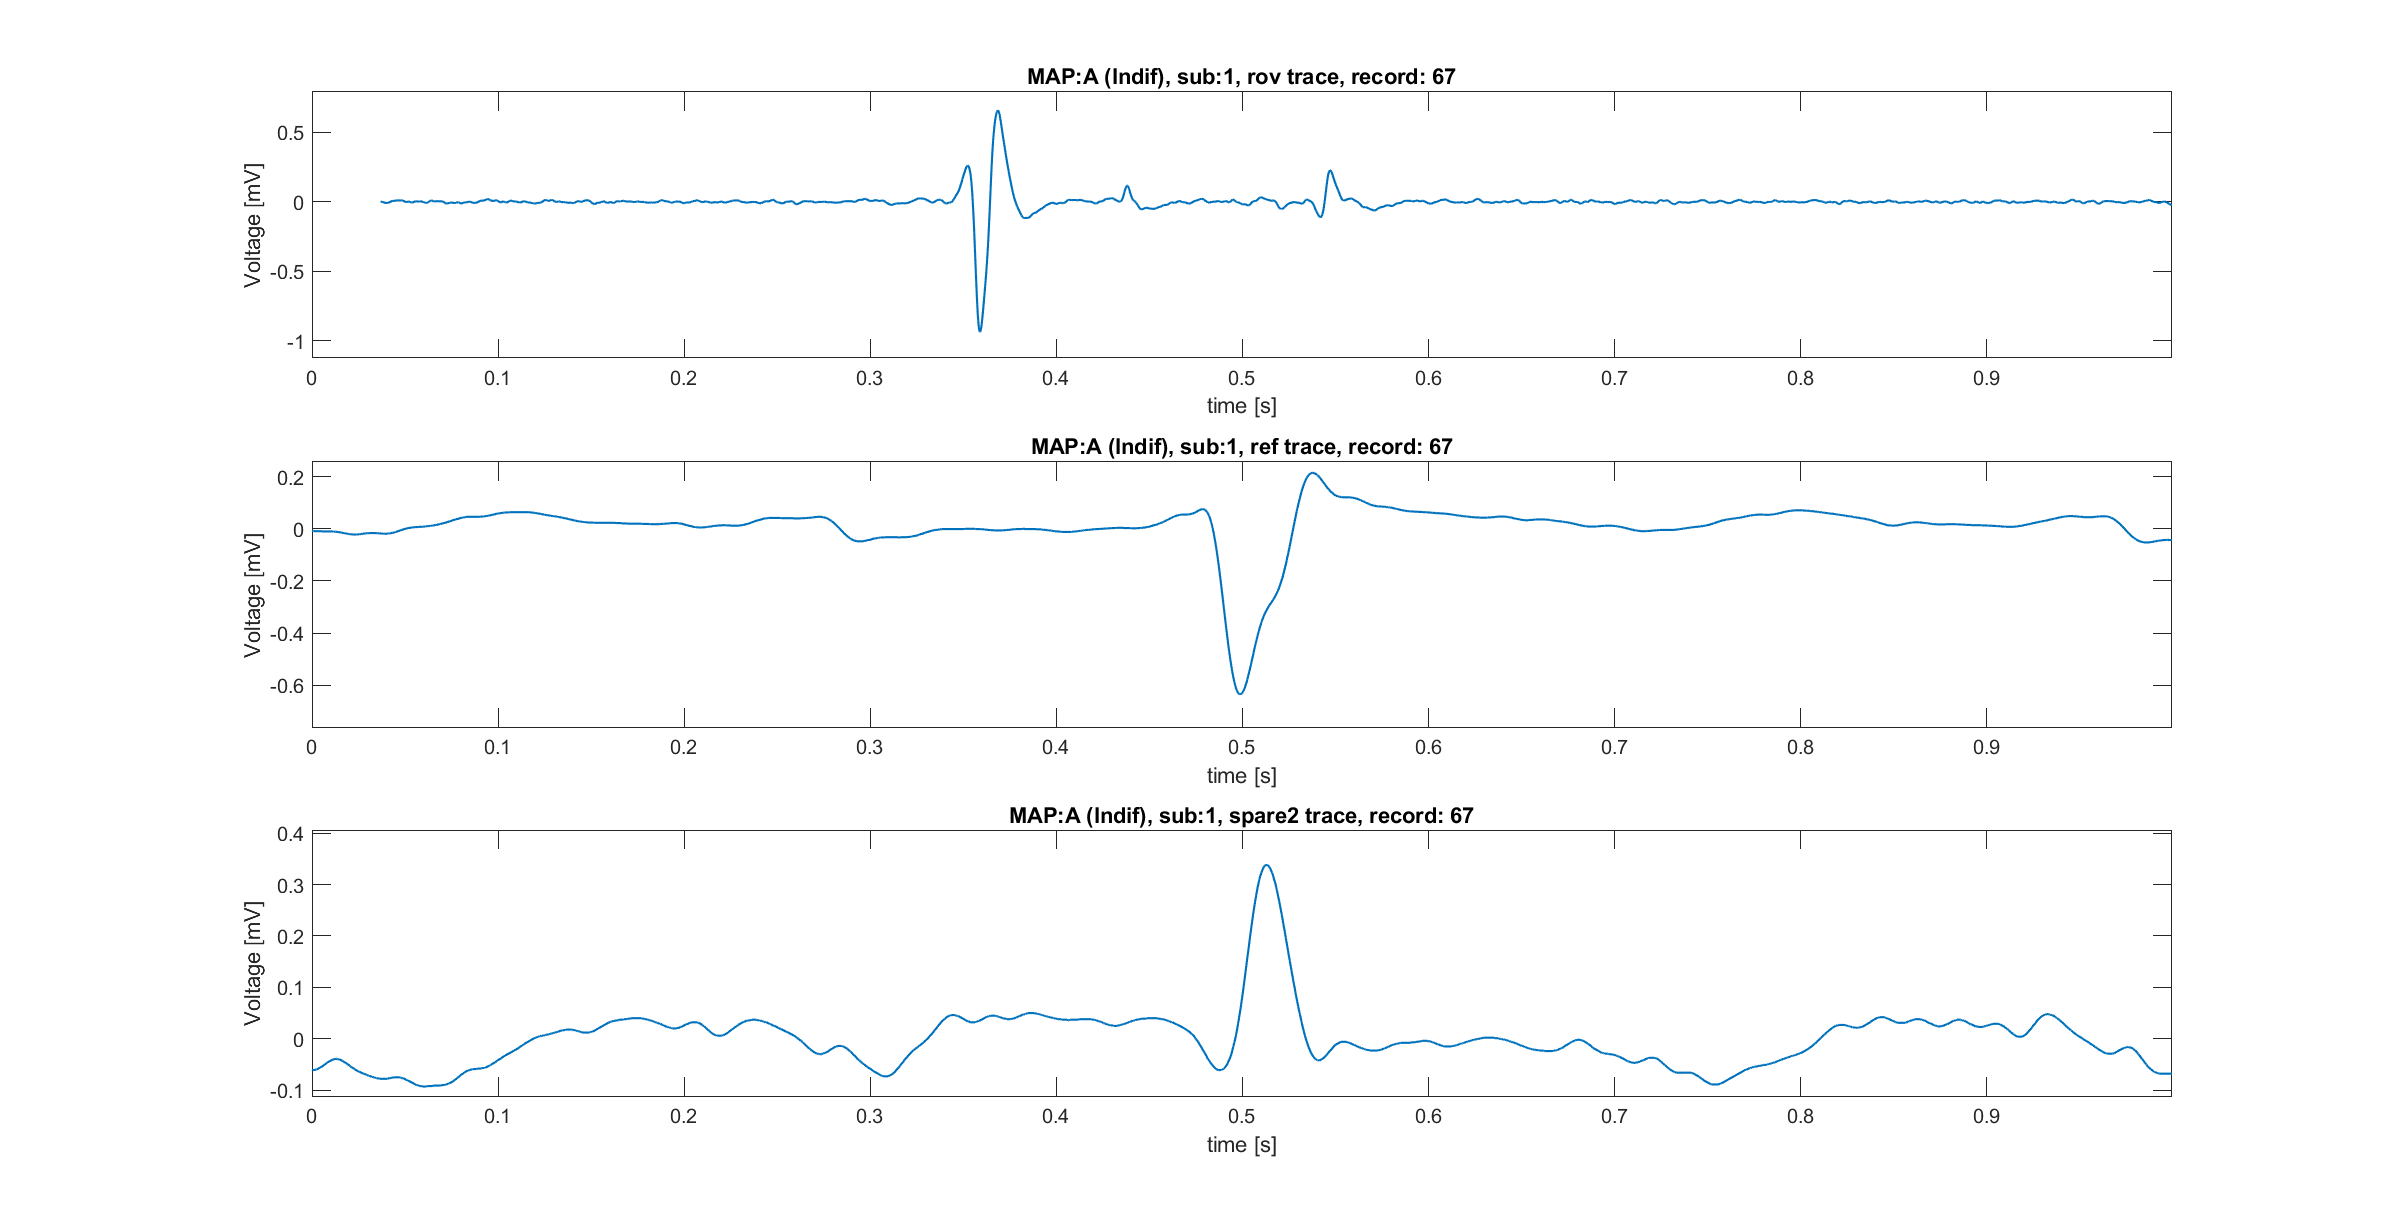 MAP:A (Indif), sub:1, rov trace, record: 67
Voltage [mV]
0.5
0
-0.5
-1
0 0.1 0.2 0.3 0.4 0.5 0.6 0.7 0.8 0.9
time [s]
MAP:A (Indif), sub:1, ref trace, record: 67
Voltage [mV]
0.2
0
-0.2
-0.4
-0.6
0 0.1 0.2 0.3 0.4 0.5 0.6 0.7 0.8 0.9
time [s]
MAP:A (Indif), sub:1, spare2 trace, record: 67
Voltage [mV]
0.4
0.3
0.2
0.1
0
-0.1
0 0.1 0.2 0.3 0.4 0.5 0.6 0.7 0.8 0.9
time [s]